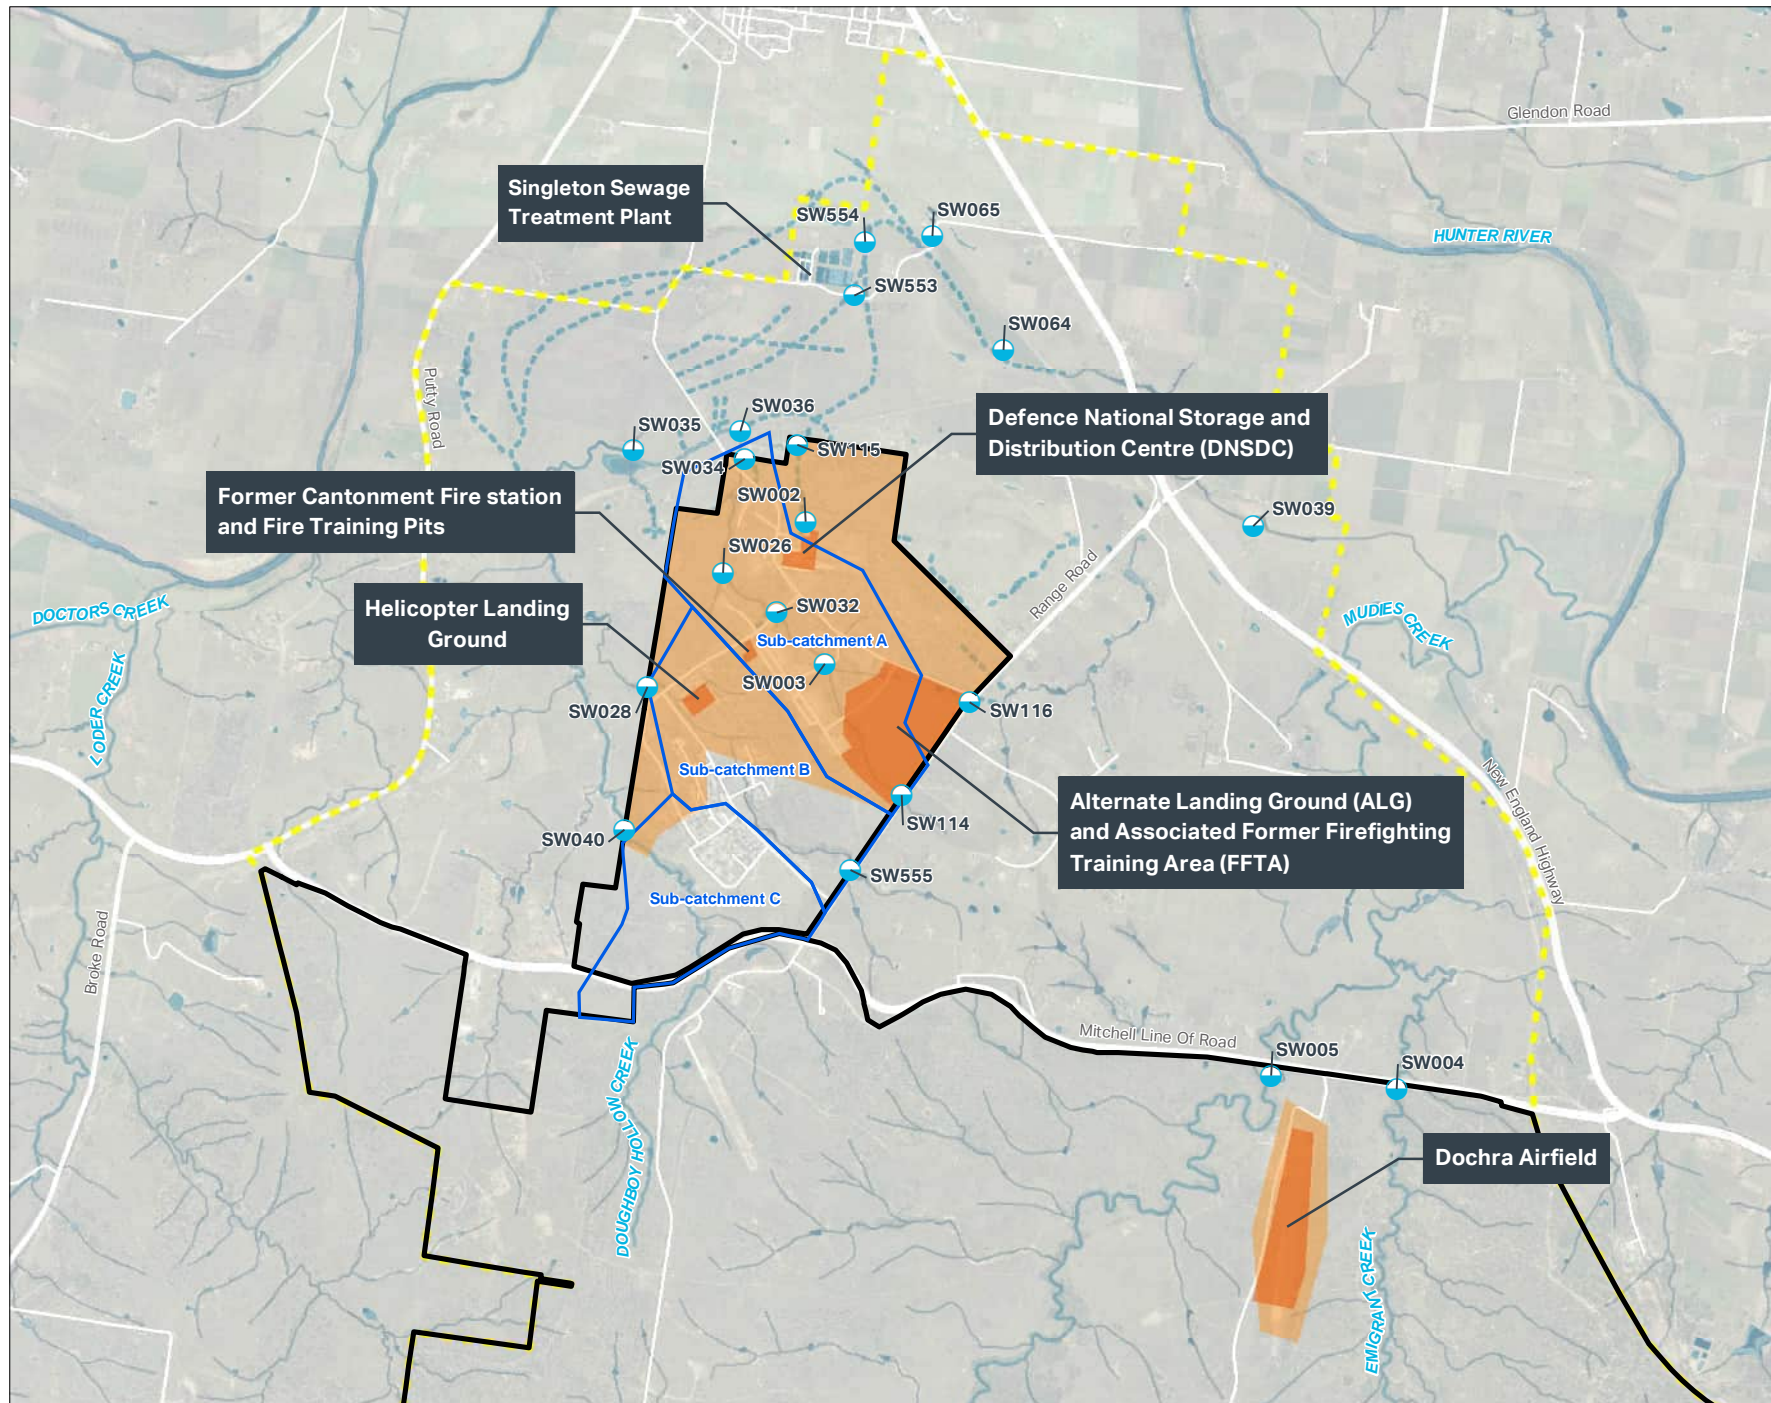 Glendon Road
Singleton Sewage
Treatment Plant
SW554
SW065
HUNTER RIVER
SW553
SW064
Putty Road
SW036
SW035
SW115
SW034
Defence National Storage and
Distribution Centre (DNSDC)
Former Cantonment Fire station
and Fire Training Pits
SW002
SW039
SW026
Range Road
DOCTORS CREEK
Helicopter Landing
Ground
SW032
MUDIES CREEK
Sub-catchment A
LODER CREEK
SW003
SW028
SW116
Sub-catchment B
New England Highway
Alternate Landing Ground (ALG)
and Associated Former Firefighting
Training Area (FFTA)
SW114
SW040
SW555
Sub-catchment C
Broke Road
Mitchell Line Of Road
SW005
SW004
DOUGHBOY HOLLOW CREEK
Dochra Airfield
EMIGRANT CREEK